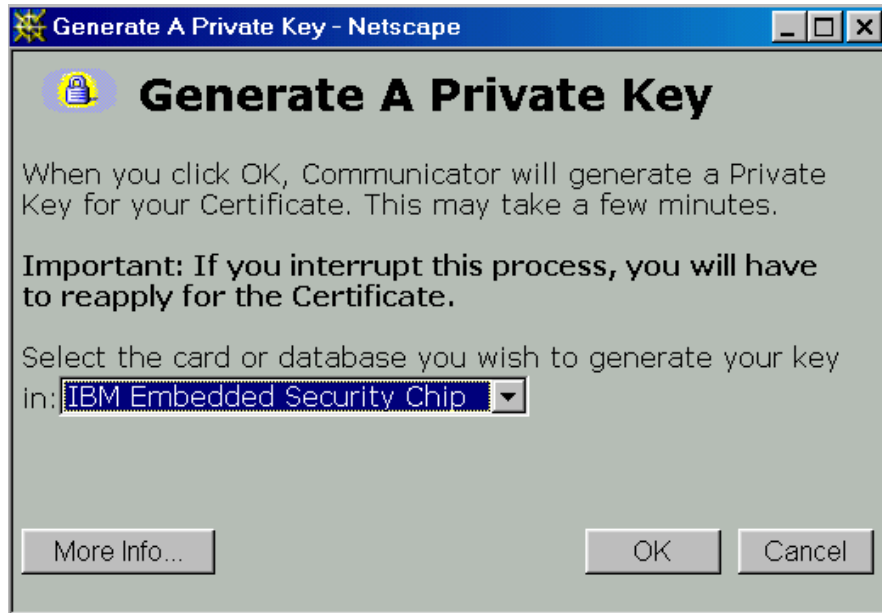 Generate A Private Key - Netscape
Generate A Private Key
When you click OK, Communicator will generate a Private
Key for your Certificate. This may take a few minutes.
Important: If you interrupt this process, you will have
to reapply for the Certificate.
Select the card or database you wish to generate your key
in: IBM Embedded Security Chip
More Info... OK Cancel